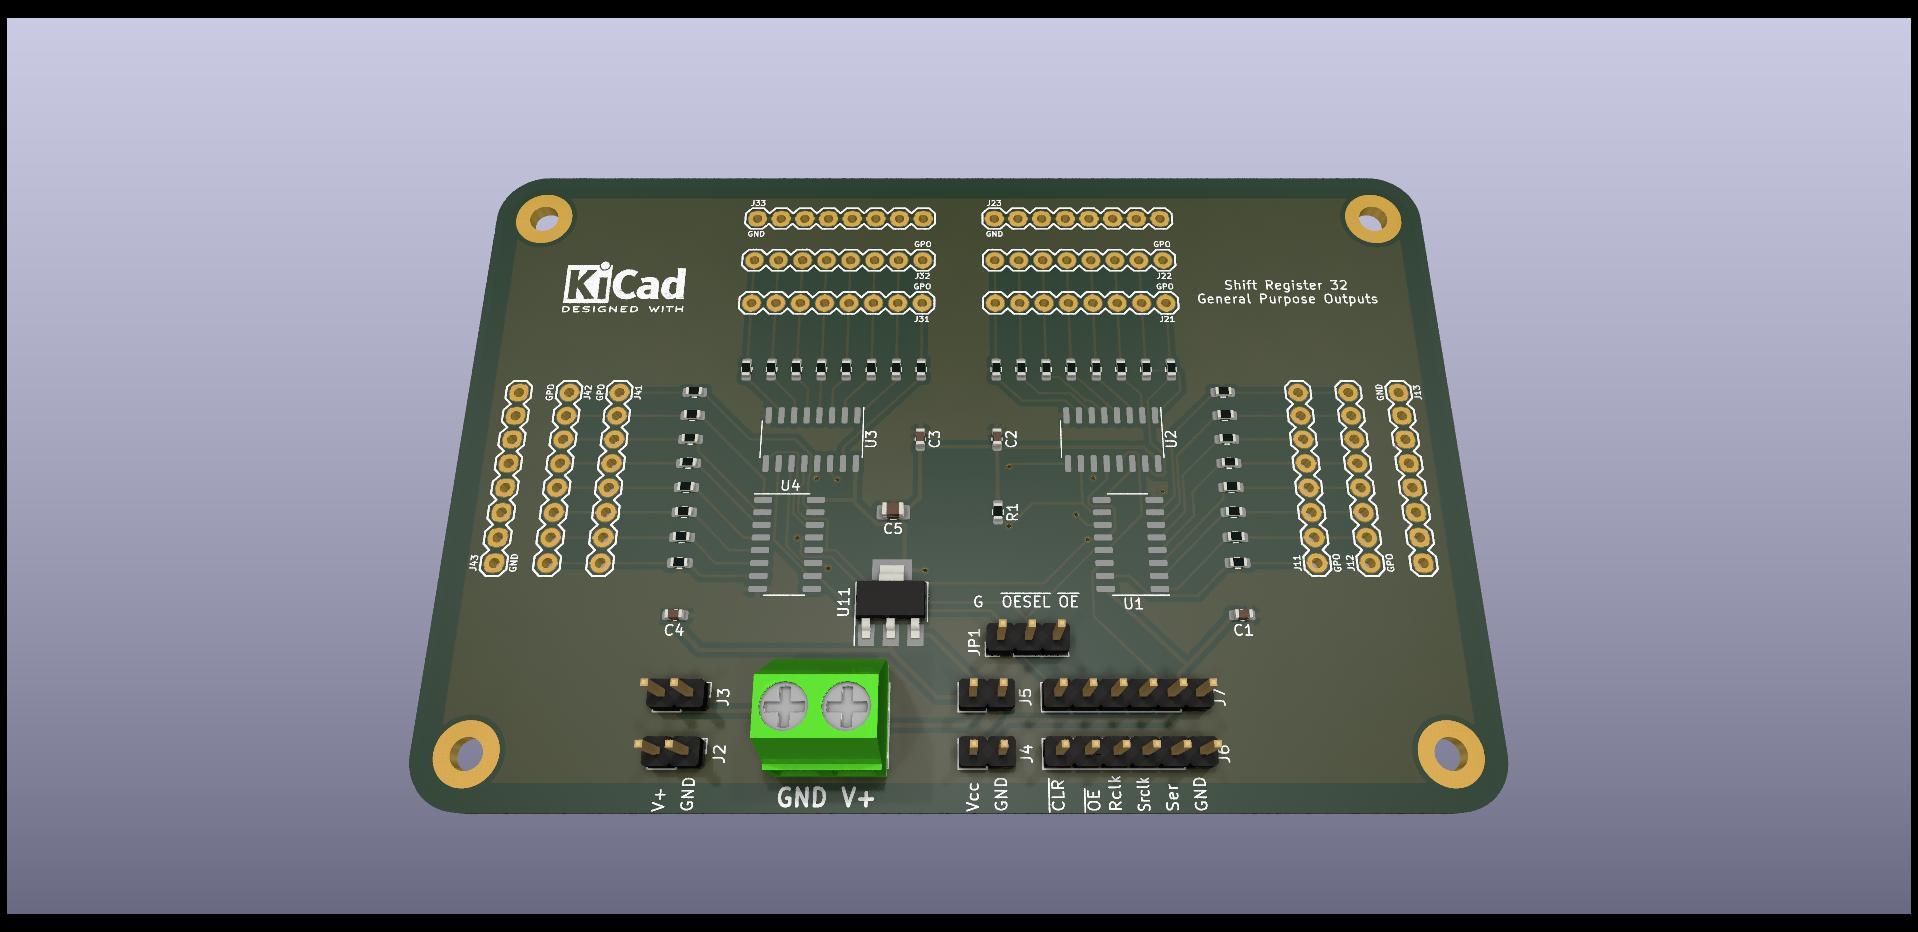 J33
J23
GND
GND
GPO
GPO
J32
J22
KiCad
DESIGNED WITH
Shift Register 32
General Purpose Outputs
GPO
GPO
J31
J21
GPO
J42
GPO
J41
GND
J13
U3
C3
C2
U2
U4
C5
R1
J43
GND
J11
GPO
J12
GPO
U11
G
OESEL
OE
U1
C4
JP1
C1
J3
J5
J7
J2
J4
J6
V+
GND
GND V+
Vcc
GND
CLR
OE
Rclk
Srclk
Ser
GND